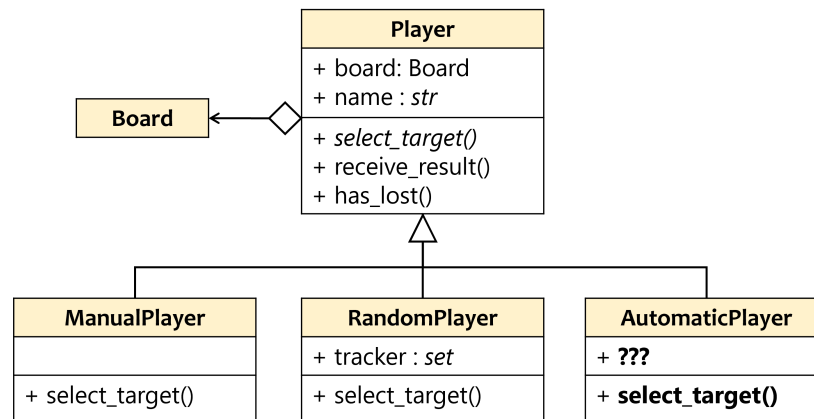 Player
+ board: Board
+ name : str
Board
+ select_target()
+ receive_result()
+ has_lost()
ManualPlayer
RandomPlayer
AutomaticPlayer
+ tracker : set
+ ???
+ select_target()
+ select_target()
+ select_target()